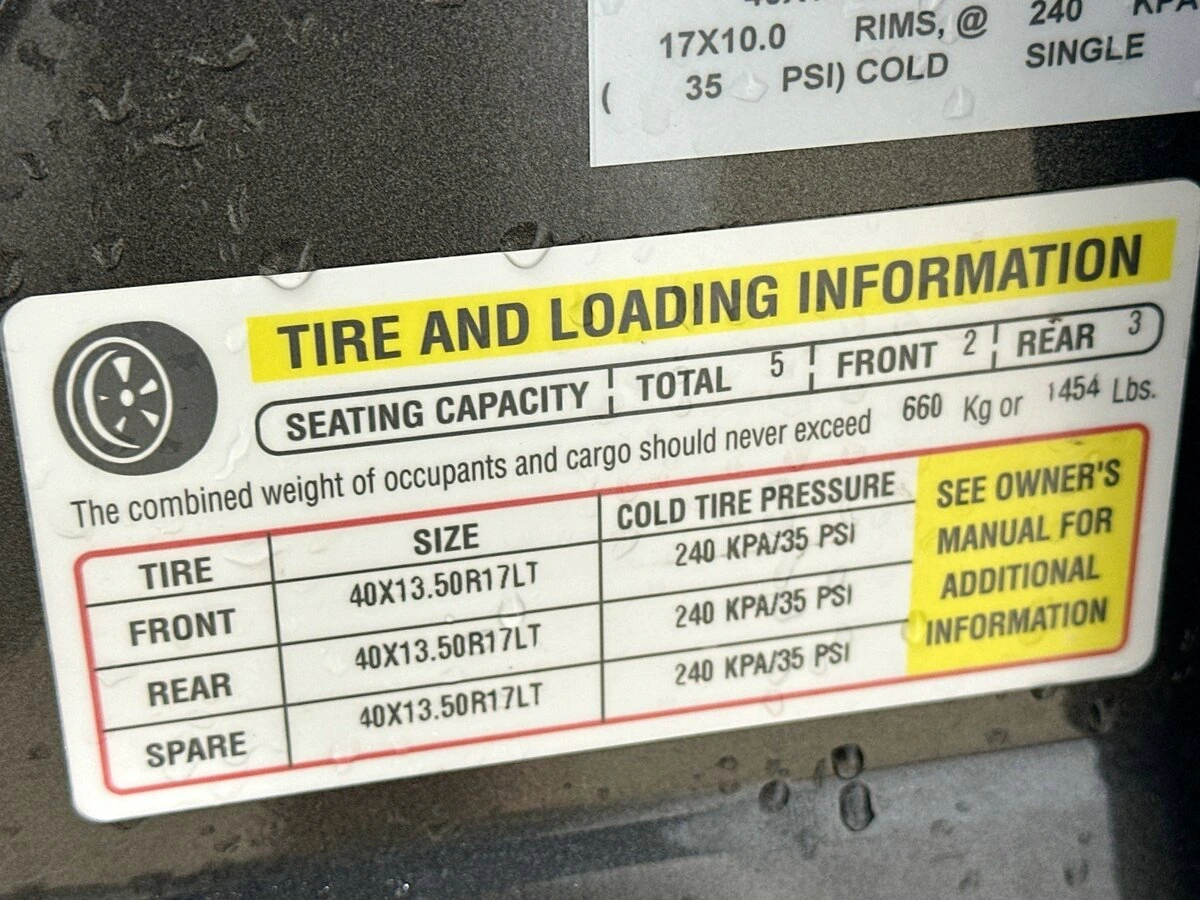 17X10.0 RIMS, @ 240 KPA
( 35 PSI) COLD SINGLE
TIRE AND LOADING INFORMATION
SEATING CAPACITY TOTAL 5 FRONT 2 REAR 3
The combined weight of occupants and cargo should never exceed 660 Kg or 1454 Lbs.
TIRE SIZE COLD TIRE PRESSURE
FRONT 40X13.50R17LT 240 KPA/35 PSI
REAR 40X13.50R17LT 240 KPA/35 PSI
SPARE 40X13.50R17LT 240 KPA/35 PSI
SEE OWNER'S
MANUAL FOR
ADDITIONAL
INFORMATION